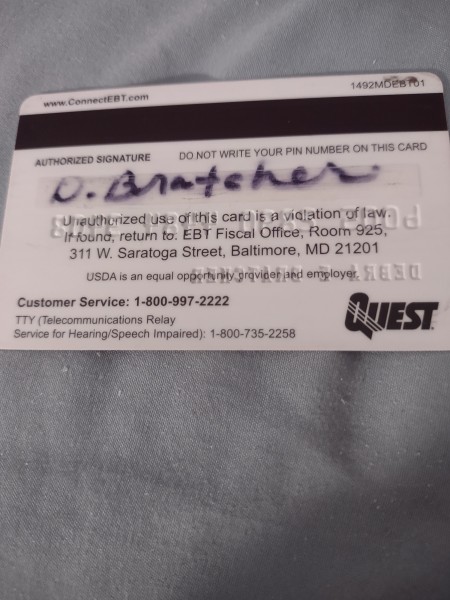 www.ConnectEBT.com
1492MDEBT01
AUTHORIZED SIGNATURE
DO NOT WRITE YOUR PIN NUMBER ON THIS CARD
D. Bratcher
Unauthorized use of this card is a violation of law.
If found, return to: EBT Fiscal Office, Room 925,
311 W. Saratoga Street, Baltimore, MD 21201
USDA is an equal opportunity provider and employer.
Customer Service: 1-800-997-2222
TTY (Telecommunications Relay
Service for Hearing/Speech Impaired): 1-800-735-2258
QUEST